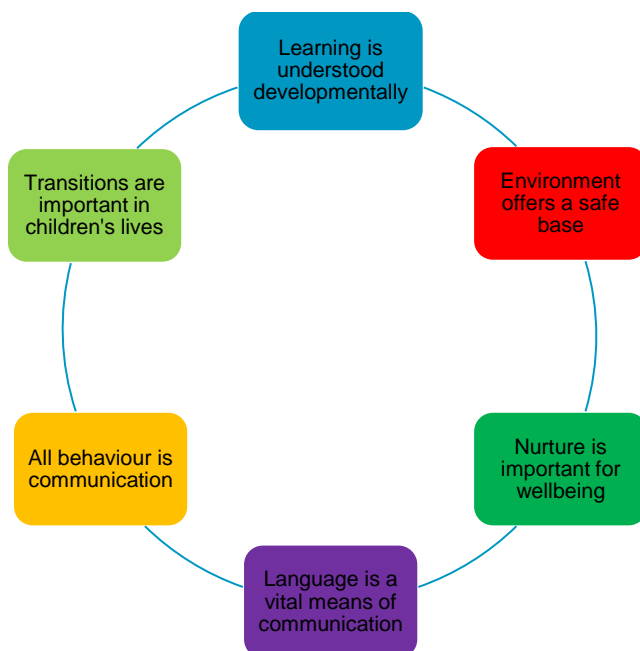 Learning is
understood
developmentally
Environment
offers a safe
base
Nurture is
important for
wellbeing
Language is a
vital means of
communication
All behaviour is
communication
Transitions are
important in
children's lives